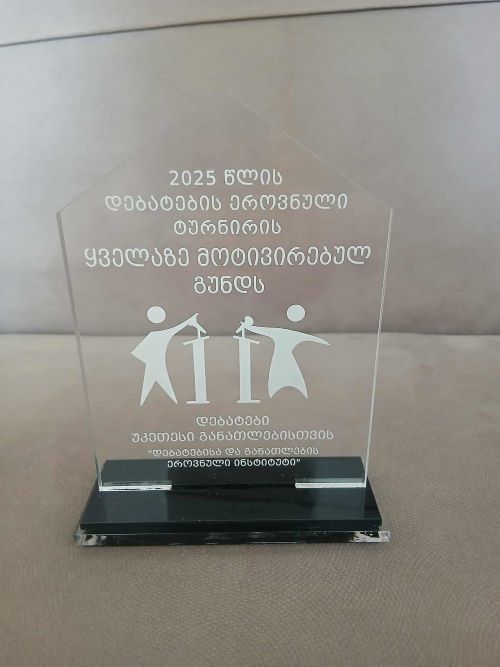 2025 წლის
დებატების ეროვნული
ტურნირის
ყველაზე მოტივირებულ
გუნდს
დებატები
უკეთესი განათლებისთვის
"დებატებისა და განათლების
ეროვნული ინსტიტუტი"